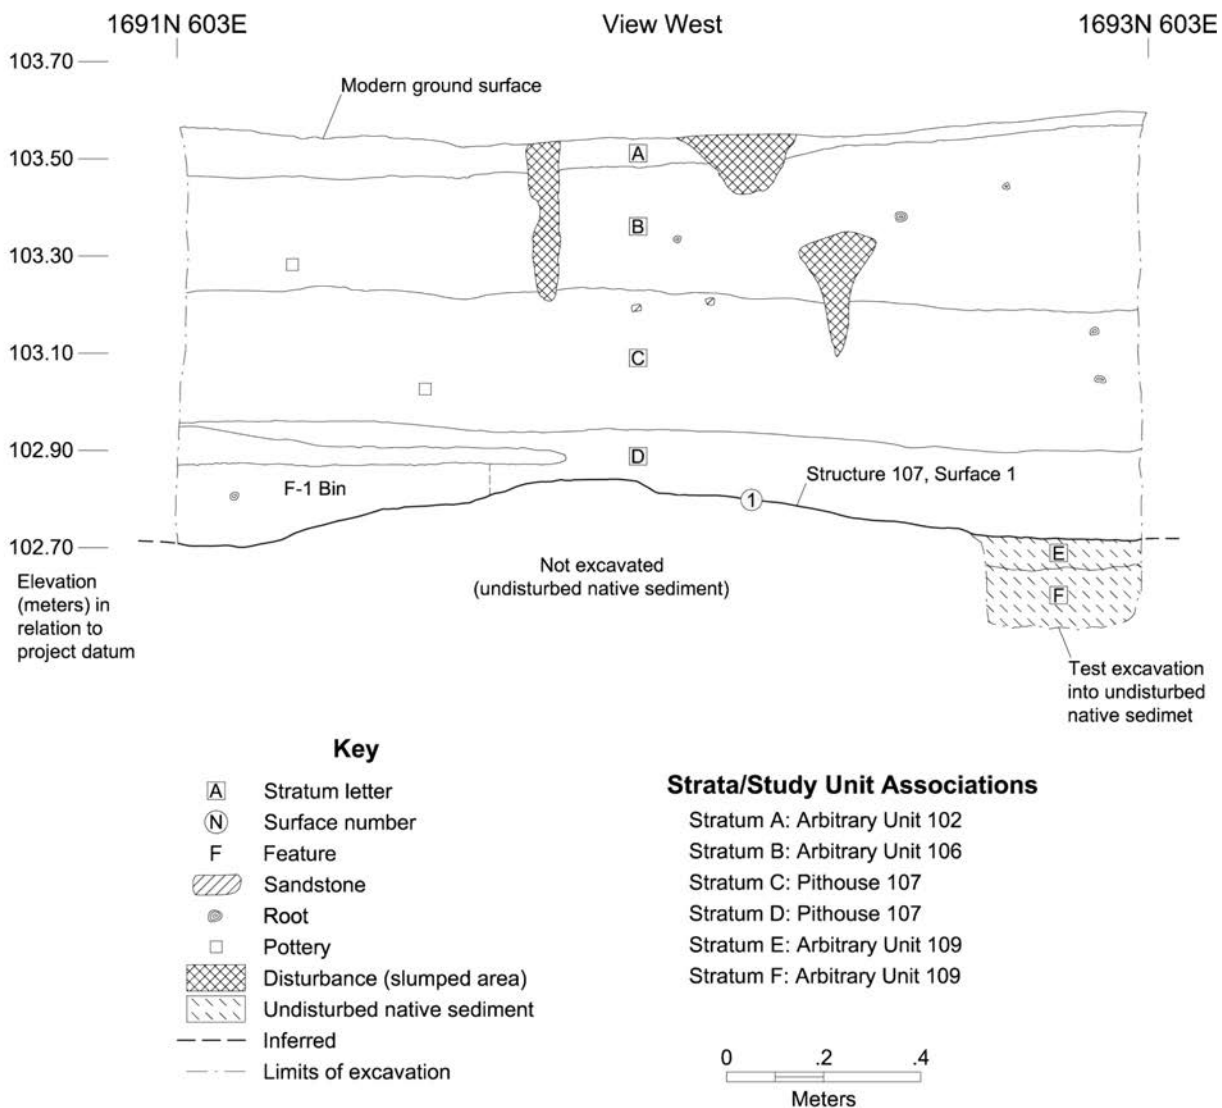 1691N 603E
View West
1693N 603E
103.70
Modern ground surface
103.50
A
B
103.30
103.10
C
102.90
D
F-1 Bin
Structure 107, Surface 1
1
102.70
E
F
Not excavated
(undisturbed native sediment)
Elevation
(meters) in
relation to
project datum
Test excavation
into undisturbed
native sedimet
Key
A Stratum letter
N Surface number
F Feature
Sandstone
Root
Pottery
Disturbance (slumped area)
Undisturbed native sediment
Inferred
Limits of excavation
Strata/Study Unit Associations
Stratum A: Arbitrary Unit 102
Stratum B: Arbitrary Unit 106
Stratum C: Pithouse 107
Stratum D: Pithouse 107
Stratum E: Arbitrary Unit 109
Stratum F: Arbitrary Unit 109
0 .2 .4
Meters